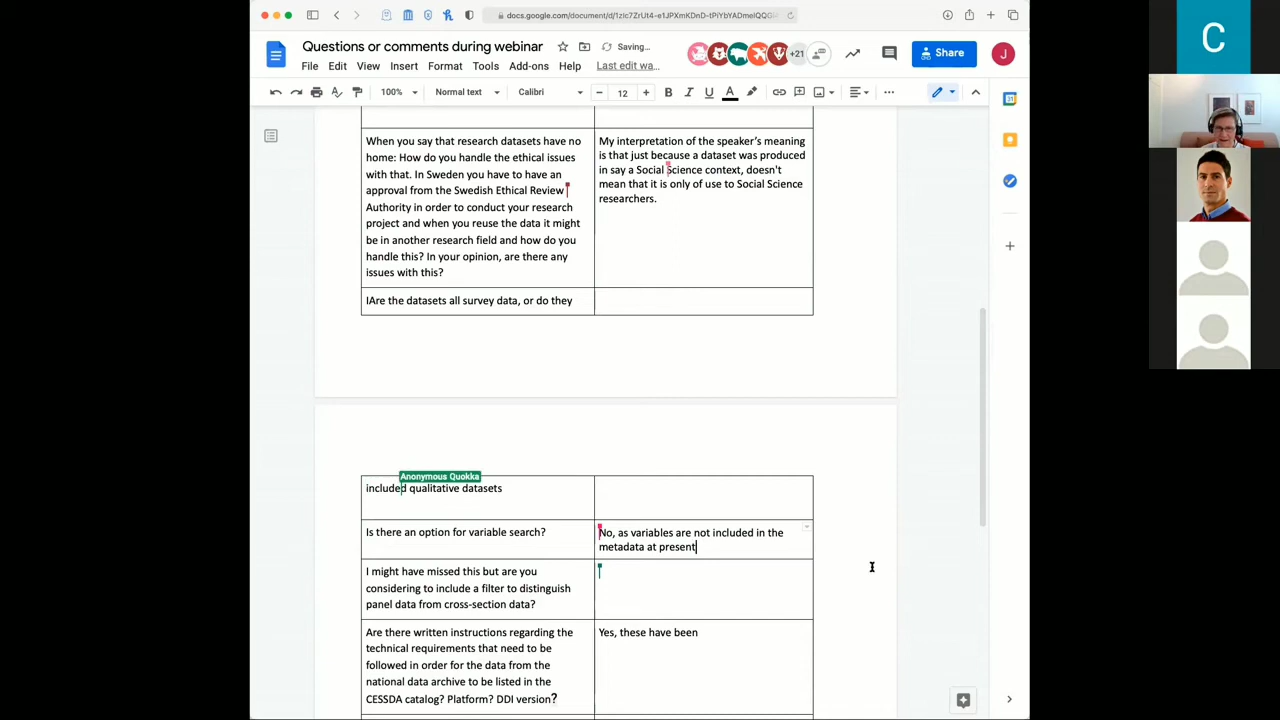 docs.google.com/document/d/1zlc7ZrUt4-e1JPXmKDnD-tPiYbYADmeIQQGI
Questions or comments during webinar
Saving...
+21
Share
J
File Edit View Insert Format Tools Add-ons Help Last edit wa...
100% Normal text Calibri 12 B I U A
When you say that research datasets have no
home: How do you handle the ethical issues
with that. In Sweden you have to have an
approval from the Swedish Ethical Review
Authority in order to conduct your research
project and when you reuse the data it might
be in another research field and how do you
handle this? In your opinion, are there any
issues with this?
My interpretation of the speaker's meaning
is that just because a dataset was produced
in say a Social Science context, doesn't
mean that it is only of use to Social Science
researchers.
IAre the datasets all survey data, or do they
Anonymous Quokka
included qualitative datasets
Is there an option for variable search?
No, as variables are not included in the
metadata at present
I might have missed this but are you
considering to include a filter to distinguish
panel data from cross-section data?
Are there written instructions regarding the
technical requirements that need to be
followed in order for the data from the
national data archive to be listed in the
CESSDA catalog? Platform? DDI version?
Yes, these have been
C